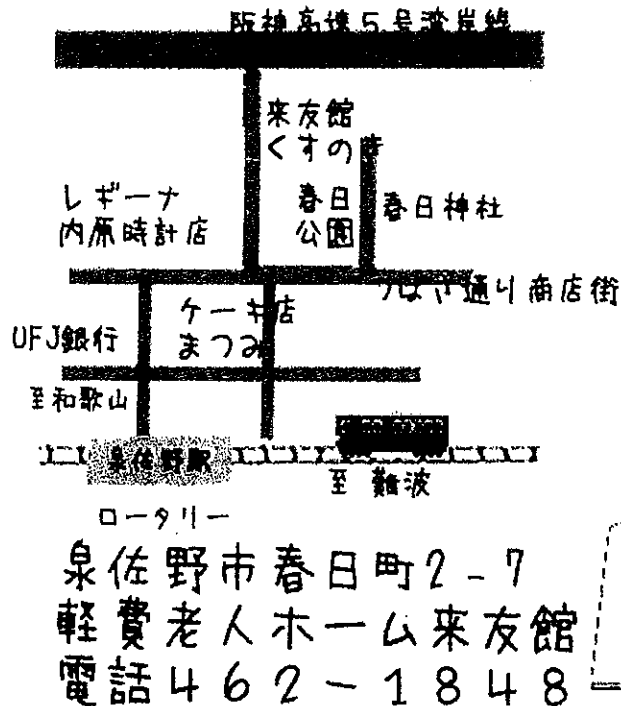 阪神高速5号湾岸線
来友館
くすのき
レギーナ
内原時計店
春日
公園
春日神社
つばさ通り商店街
ケーキ店
まつみ
UFJ銀行
至和歌山
泉佐野駅
至 難波
ロータリー
泉佐野市春日町2-7
軽費老人ホーム来友館
電話462-1848